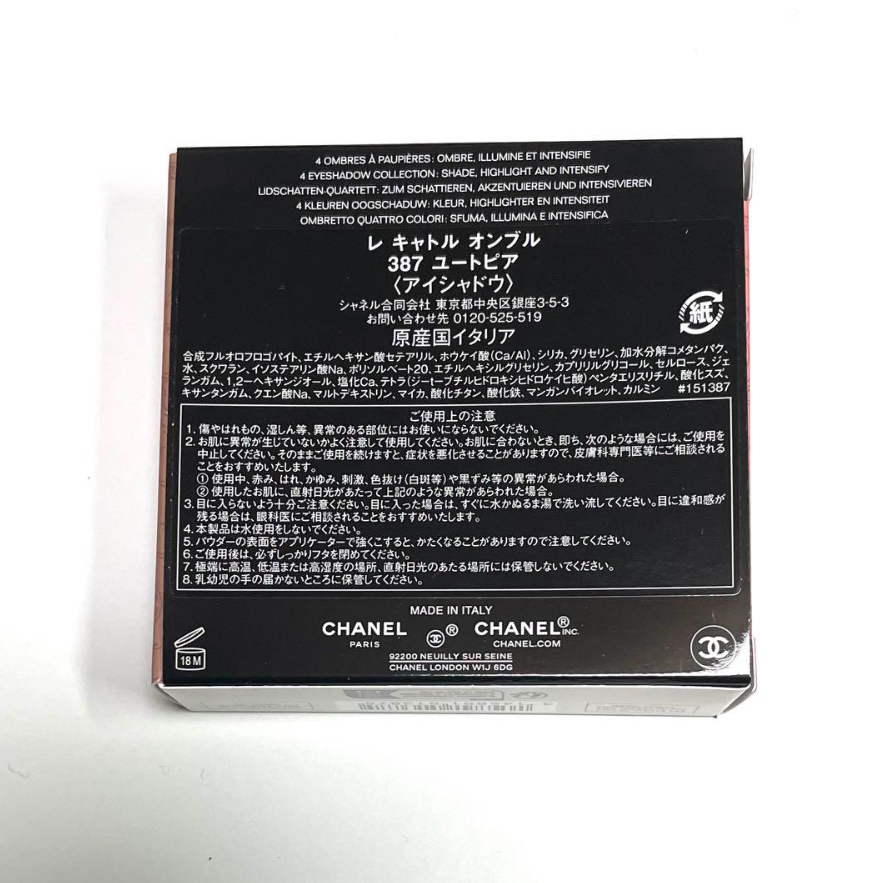 4 OMBRES À PAUPIÈRES: OMBRE, ILLUMINE ET INTENSIFIE
4 EYESHADOW COLLECTION: SHADE, HIGHLIGHT AND INTENSIFY
LIDSCHATTEN-QUARTETT: ZUM SCHATTIEREN, AKZENTUIEREN UND INTENSIVIEREN
4 KLEUREN OOGSCHADUW: KLEUR, HIGHLIGHTER EN INTENSITEIT
OMBRETTO QUATTRO COLORI: SFUMA, ILLUMINA E INTENSIFICA
レ キャトル オンブル
387 ユートピア
〈アイシャドウ〉
シャネル合同会社 東京都中央区銀座3-5-3
お問い合わせ先 0120-525-519
原産国イタリア
紙
合成フルオロフロゴパイト、エチルヘキサン酸セテアリル、ホウケイ酸(Ca/Al)、シリカ、グリセリン、加水分解コメタンパク、
水、スクワラン、イソステアリン酸Na、ポリソルベート20、エチルヘキシルグリセリン、カプリリルグリコール、セルロース、ジェ
ランガム、1,2-ヘキサンジオール、塩化Ca、テトラ(ジ-t-ブチルヒドロキシヒドロケイヒ酸)ペンタエリスリチル、酸化スズ、
キサンタンガム、クエン酸Na、マルトデキストリン、マイカ、酸化チタン、酸化鉄、マンガンバイオレット、カルミン #151387
ご使用上の注意
1. 傷やはれもの、湿しん等、異常のある部位にはお使いにならないでください。
2. お肌に異常が生じていないかよく注意して使用してください。お肌に合わないとき、即ち、次のような場合には、ご使用を
中止してください。そのままご使用を続けますと、症状を悪化させることがありますので、皮膚科専門医等にご相談される
ことをおすすめいたします。
① 使用中、赤み、はれ、かゆみ、刺激、色抜け(白斑等)や黒ずみ等の異常があらわれた場合。
② 使用したお肌に、直射日光があたって上記のような異常があらわれた場合。
3. 目に入らないよう十分ご注意ください。目に入った場合は、すぐに水かぬるま湯で洗い流してください。目に違和感が
残る場合は、眼科医にご相談されることをおすすめいたします。
4. 本製品は水使用をしないでください。
5. パウダーの表面をアプリケーターで強くこすると、かたくなることがありますので注意してください。
6. ご使用後は、必ずしっかりフタを閉めてください。
7. 極端に高温、低温または高湿度の場所、直射日光のあたる場所には保管しないでください。
8. 乳幼児の手の届かないところに保管してください。
MADE IN ITALY
CHANEL ® CHANEL® INC.
PARIS CHANEL.COM
18 M
92200 NEUILLY SUR SEINE
CHANEL LONDON W1J 6DG